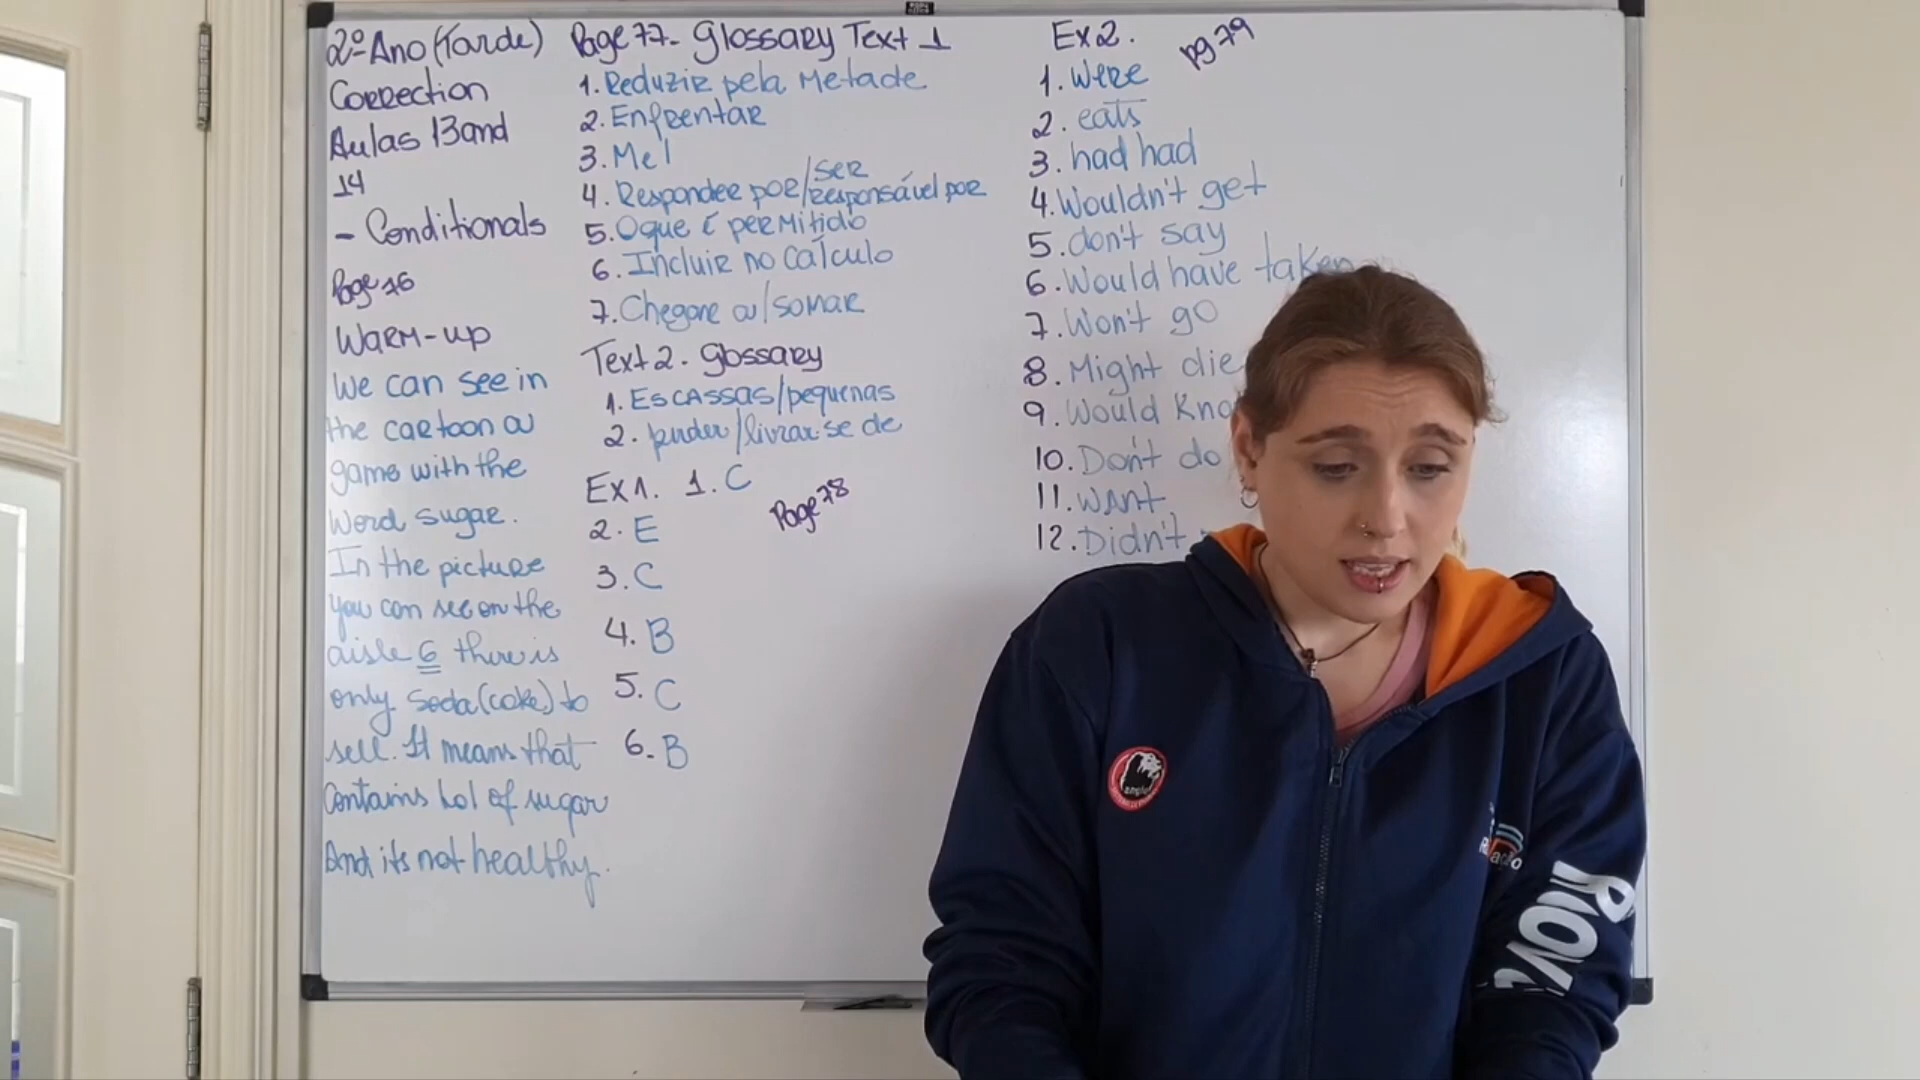 2º Ano (Tarde)
Correction
Aulas 13 and
14
- Conditionals
Page 76
Warm-up
We can see in
the cartoon a
game with the
word sugar.
In the picture
you can see on the
aisle 6 there is
only soda (coke) to
sell. It means that
contains lot of sugar
And its not healthy.
Page 77- Glossary Text 1
1. Reduzir pela Metade
2. Enfrentar
3. Mel
4. Responder por/ser responsável por
5. Oque é permitido
6. Incluir no cálculo
7. Chegare a/somar
Text 2. Glossary
1. Escassas/pequenas
2. /livrar-se de
Ex 1. 1. C
Page 78
2. E
3. C
4. B
5. C
6. B
Ex 2. pg 79
1. Were
2. eats
3. had had
4. Wouldn't get
5. don't say
6. Would have taken
7. Won't go
8. Might die
9. Would Kno
10. Don't do
11. Want
12. Didn't
anglo